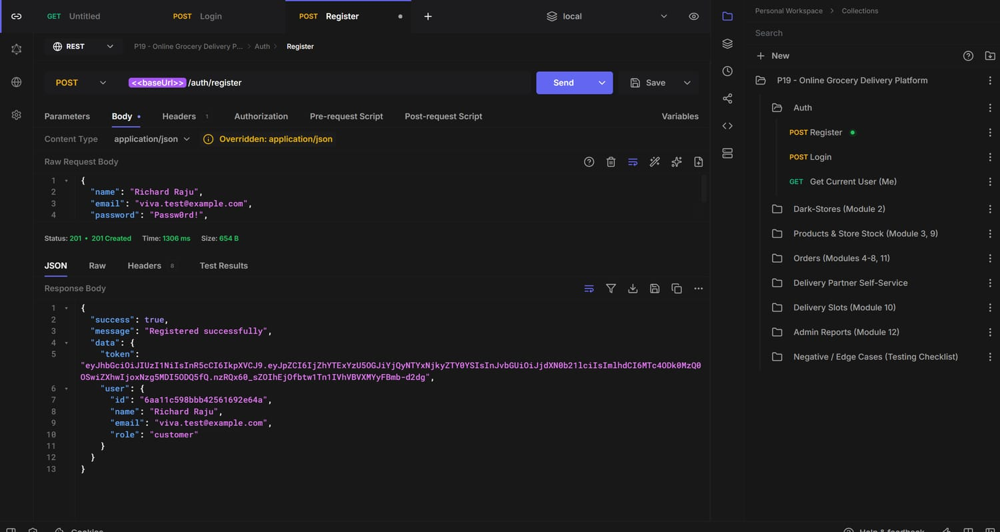 GET Untitled
POST Login
POST Register
local
REST
P19 - Online Grocery Delivery P... > Auth > Register
POST
<<baseUrl>>/auth/register
Send
Save
Parameters
Body
Headers 1
Authorization
Pre-request Script
Post-request Script
Variables
Content Type
application/json
Overridden: application/json
Raw Request Body
1 {
2 "name": "Richard Raju",
3 "email": "viva.test@example.com",
4 "password": "Passw0rd!",
Status: 201 • 201 Created Time: 1306 ms Size: 654 B
JSON
Raw
Headers 8
Test Results
Response Body
1 {
2 "success": true,
3 "message": "Registered successfully",
4 "data": {
5 "token":
"eyJhbGciOiJIUzI1NiIsInR5cCI6IkpXVCJ9.eyJpZCI6IjZhYTExYzU5OGJiYjQyNTYxNjkyZTY0YSIsInJvbGUiOiJjdXN0b21lciIsImlhdCI6MTc4ODk0MzQ0
OSwiZXhwIjoxNzg5MDI5ODQ5fQ.nzRQx60_sZOIhEjOfbtw1Tn1IVhVBVXMYyFBmb-d2dg",
6 "user": {
7 "id": "6aa11c598bbb42561692e64a",
8 "name": "Richard Raju",
9 "email": "viva.test@example.com",
10 "role": "customer"
11 }
12 }
13 }
Cookies
Personal Workspace > Collections
Search
New
P19 - Online Grocery Delivery Platform
Auth
POST Register
POST Login
GET Get Current User (Me)
Dark-Stores (Module 2)
Products & Store Stock (Module 3, 9)
Orders (Modules 4-8, 11)
Delivery Partner Self-Service
Delivery Slots (Module 10)
Admin Reports (Module 12)
Negative / Edge Cases (Testing Checklist)
Help & feedback